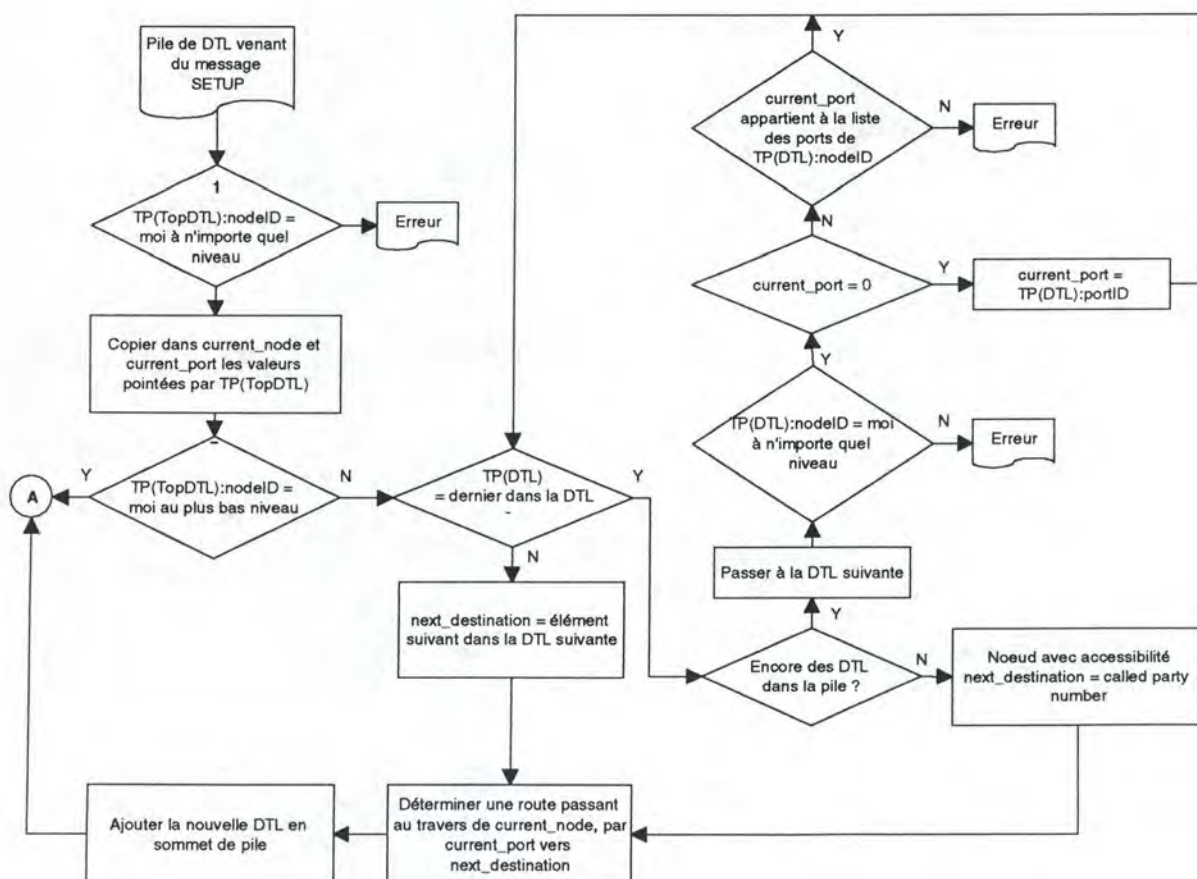 Pile de DTL venant
du message
SETUP
1
TP(TopDTL):nodeID =
moi à n'importe quel
niveau
Erreur
Copier dans current_node et
current_port les valeurs
pointées par TP(TopDTL)
Y
TP(TopDTL):nodeID =
moi au plus bas niveau
N
A
TP(DTL)
= dernier dans la DTL
-
Y
N
next_destination = élément
suivant dans la DTL suivante
Déterminer une route passant
au travers de current_node, par
current_port vers
next_destination
Ajouter la nouvelle DTL en
sommet de pile
Y
current_port
appartient à la liste
des ports de
TP(DTL):nodeID
N
Erreur
N
current_port = 0
Y
current_port =
TP(DTL):portID
Y
TP(DTL):nodeID = moi
à n'importe quel
niveau
N
Erreur
Passer à la DTL suivante
Y
Encore des DTL
dans la pile ?
N
Noeud avec accessibilité
next_destination = called party
number